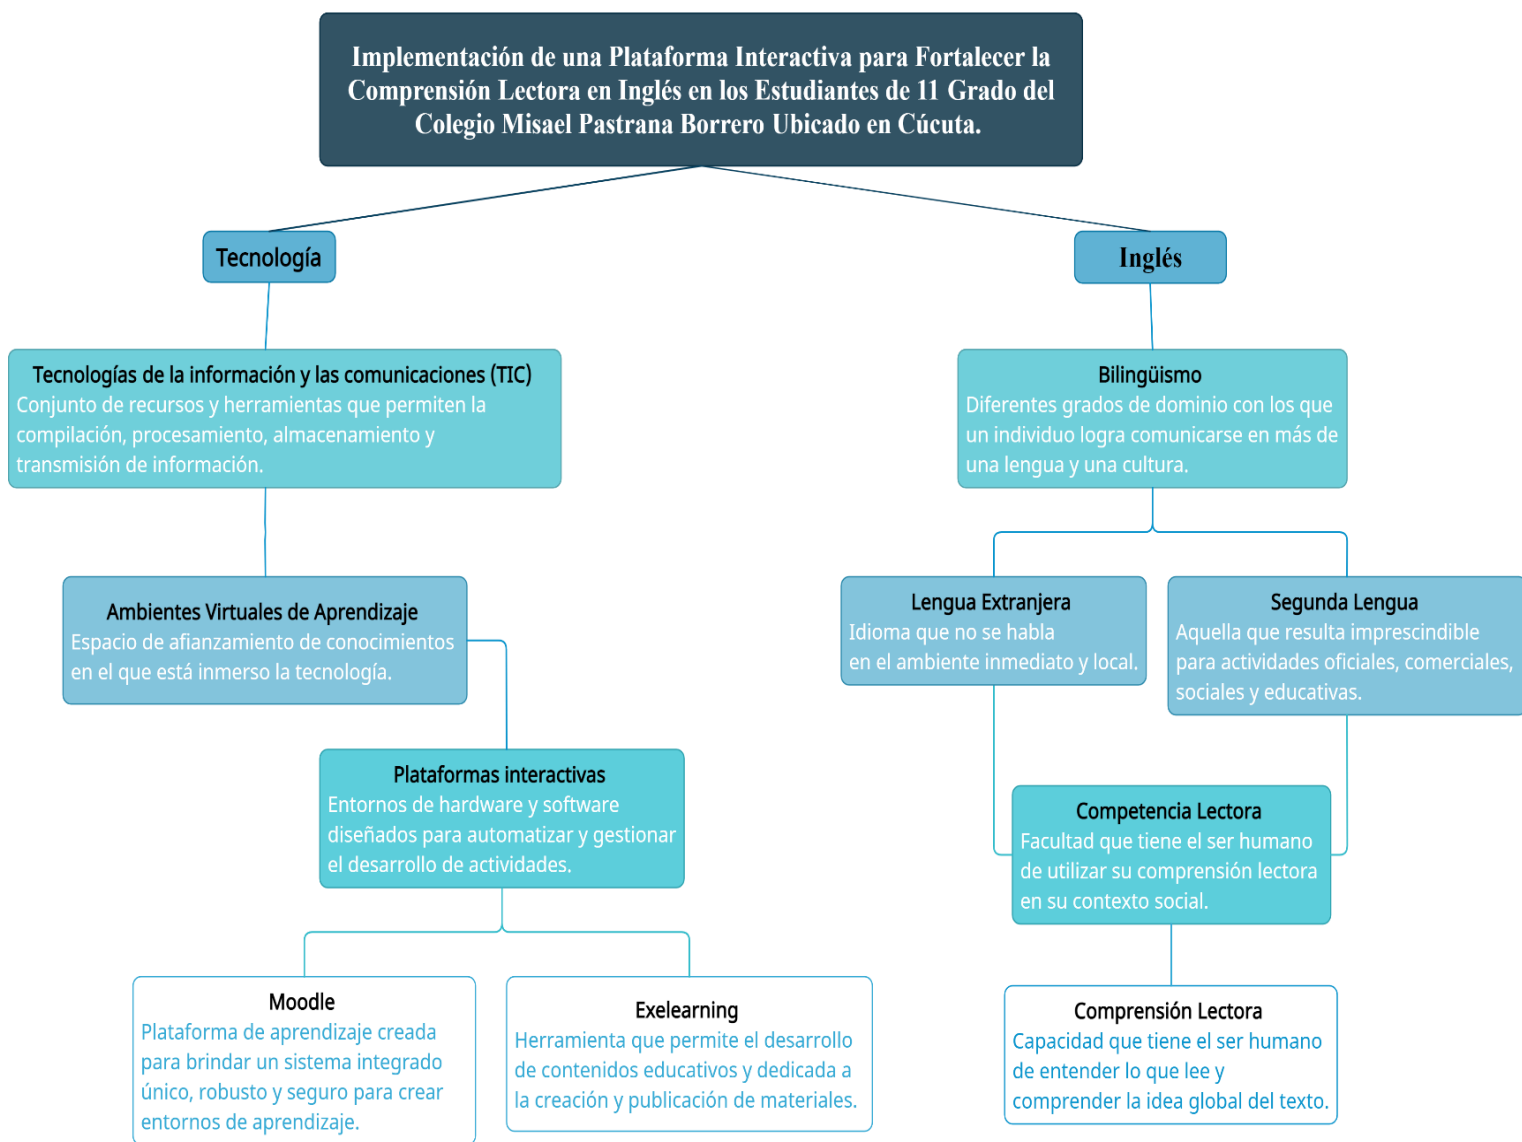 Implementación de una Plataforma Interactiva para Fortalecer la
Comprensión Lectora en Inglés en los Estudiantes de 11 Grado del
Colegio Misael Pastrana Borrero Ubicado en Cúcuta.
Tecnología
Tecnologías de la información y las comunicaciones (TIC)
Conjunto de recursos y herramientas que permiten la
compilación, procesamiento, almacenamiento y
transmisión de información.
Ambientes Virtuales de Aprendizaje
Espacio de afianzamiento de conocimientos
en el que está inmerso la tecnología.
Plataformas interactivas
Entornos de hardware y software
diseñados para automatizar y gestionar
el desarrollo de actividades.
Moodle
Plataforma de aprendizaje creada
para brindar un sistema integrado
único, robusto y seguro para crear
entornos de aprendizaje.
Exelearning
Herramienta que permite el desarrollo
de contenidos educativos y dedicada a
la creación y publicación de materiales.
Inglés
Bilingüismo
Diferentes grados de dominio con los que
un individuo logra comunicarse en más de
una lengua y una cultura.
Lengua Extranjera
Idioma que no se habla
en el ambiente inmediato y local.
Segunda Lengua
Aquella que resulta imprescindible
para actividades oficiales, comerciales,
sociales y educativas.
Competencia Lectora
Facultad que tiene el ser humano
de utilizar su comprensión lectora
en su contexto social.
Comprensión Lectora
Capacidad que tiene el ser humano
de entender lo que lee y
comprender la idea global del texto.